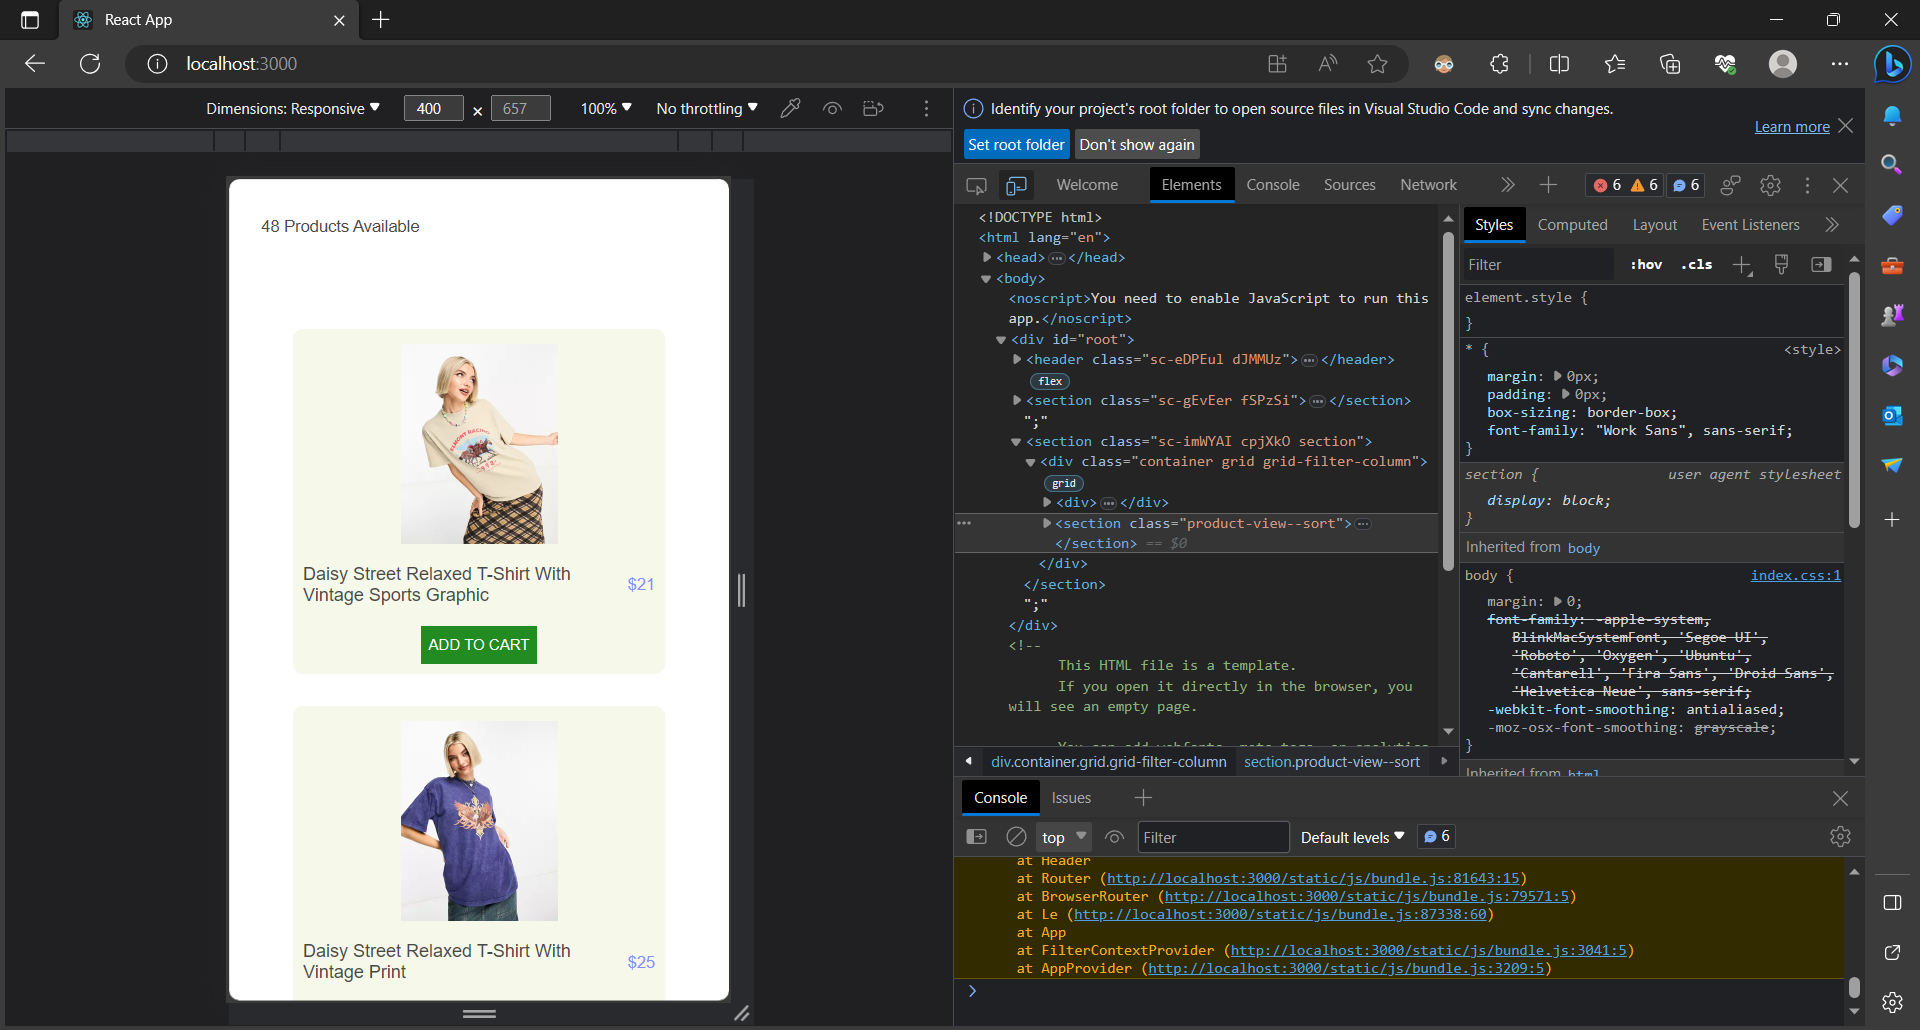 React App
localhost:3000
Dimensions: Responsive 400 x 657 100% No throttling
Identify your project's root folder to open source files in Visual Studio Code and sync changes.
Learn more
Set root folder Don't show again
Welcome Elements Console Sources Network 6 6 6
48 Products Available
Daisy Street Relaxed T-Shirt With
Vintage Sports Graphic
$21
ADD TO CART
Daisy Street Relaxed T-Shirt With
Vintage Print
$25
<!DOCTYPE html>
<html lang="en">
<head>…</head>
<body>
<noscript>You need to enable JavaScript to run this
app.</noscript>
<div id="root">
<header class="sc-eDPEul dJMMUz">…</header>
flex
<section class="sc-gEvEer fSPzSi">…</section>
";"
<section class="sc-imWYAI cpjXkO section">
<div class="container grid grid-filter-column">
grid
<div>…</div>
<section class="product-view--sort">…
</section> == $0
</div>
</section>
";"
</div>
<!--
This HTML file is a template.
If you open it directly in the browser, you
will see an empty page.
div.container.grid.grid-filter-column section.product-view--sort
Styles Computed Layout Event Listeners
Filter :hov .cls
element.style {
}
* { <style>
margin: 0px;
padding: 0px;
box-sizing: border-box;
font-family: "Work Sans", sans-serif;
}
section { user agent stylesheet
display: block;
}
Inherited from body
body { index.css:1
margin: 0;
font-family: -apple-system,
BlinkMacSystemFont, 'Segoe UI',
'Roboto', 'Oxygen', 'Ubuntu',
'Cantarell', 'Fira Sans', 'Droid Sans',
'Helvetica Neue', sans-serif;
-webkit-font-smoothing: antialiased;
-moz-osx-font-smoothing: grayscale;
}
Inherited from html
Console Issues
top Filter Default levels 6
at Header
at Router (http://localhost:3000/static/js/bundle.js:81643:15)
at BrowserRouter (http://localhost:3000/static/js/bundle.js:79571:5)
at Le (http://localhost:3000/static/js/bundle.js:87338:60)
at App
at FilterContextProvider (http://localhost:3000/static/js/bundle.js:3041:5)
at AppProvider (http://localhost:3000/static/js/bundle.js:3209:5)